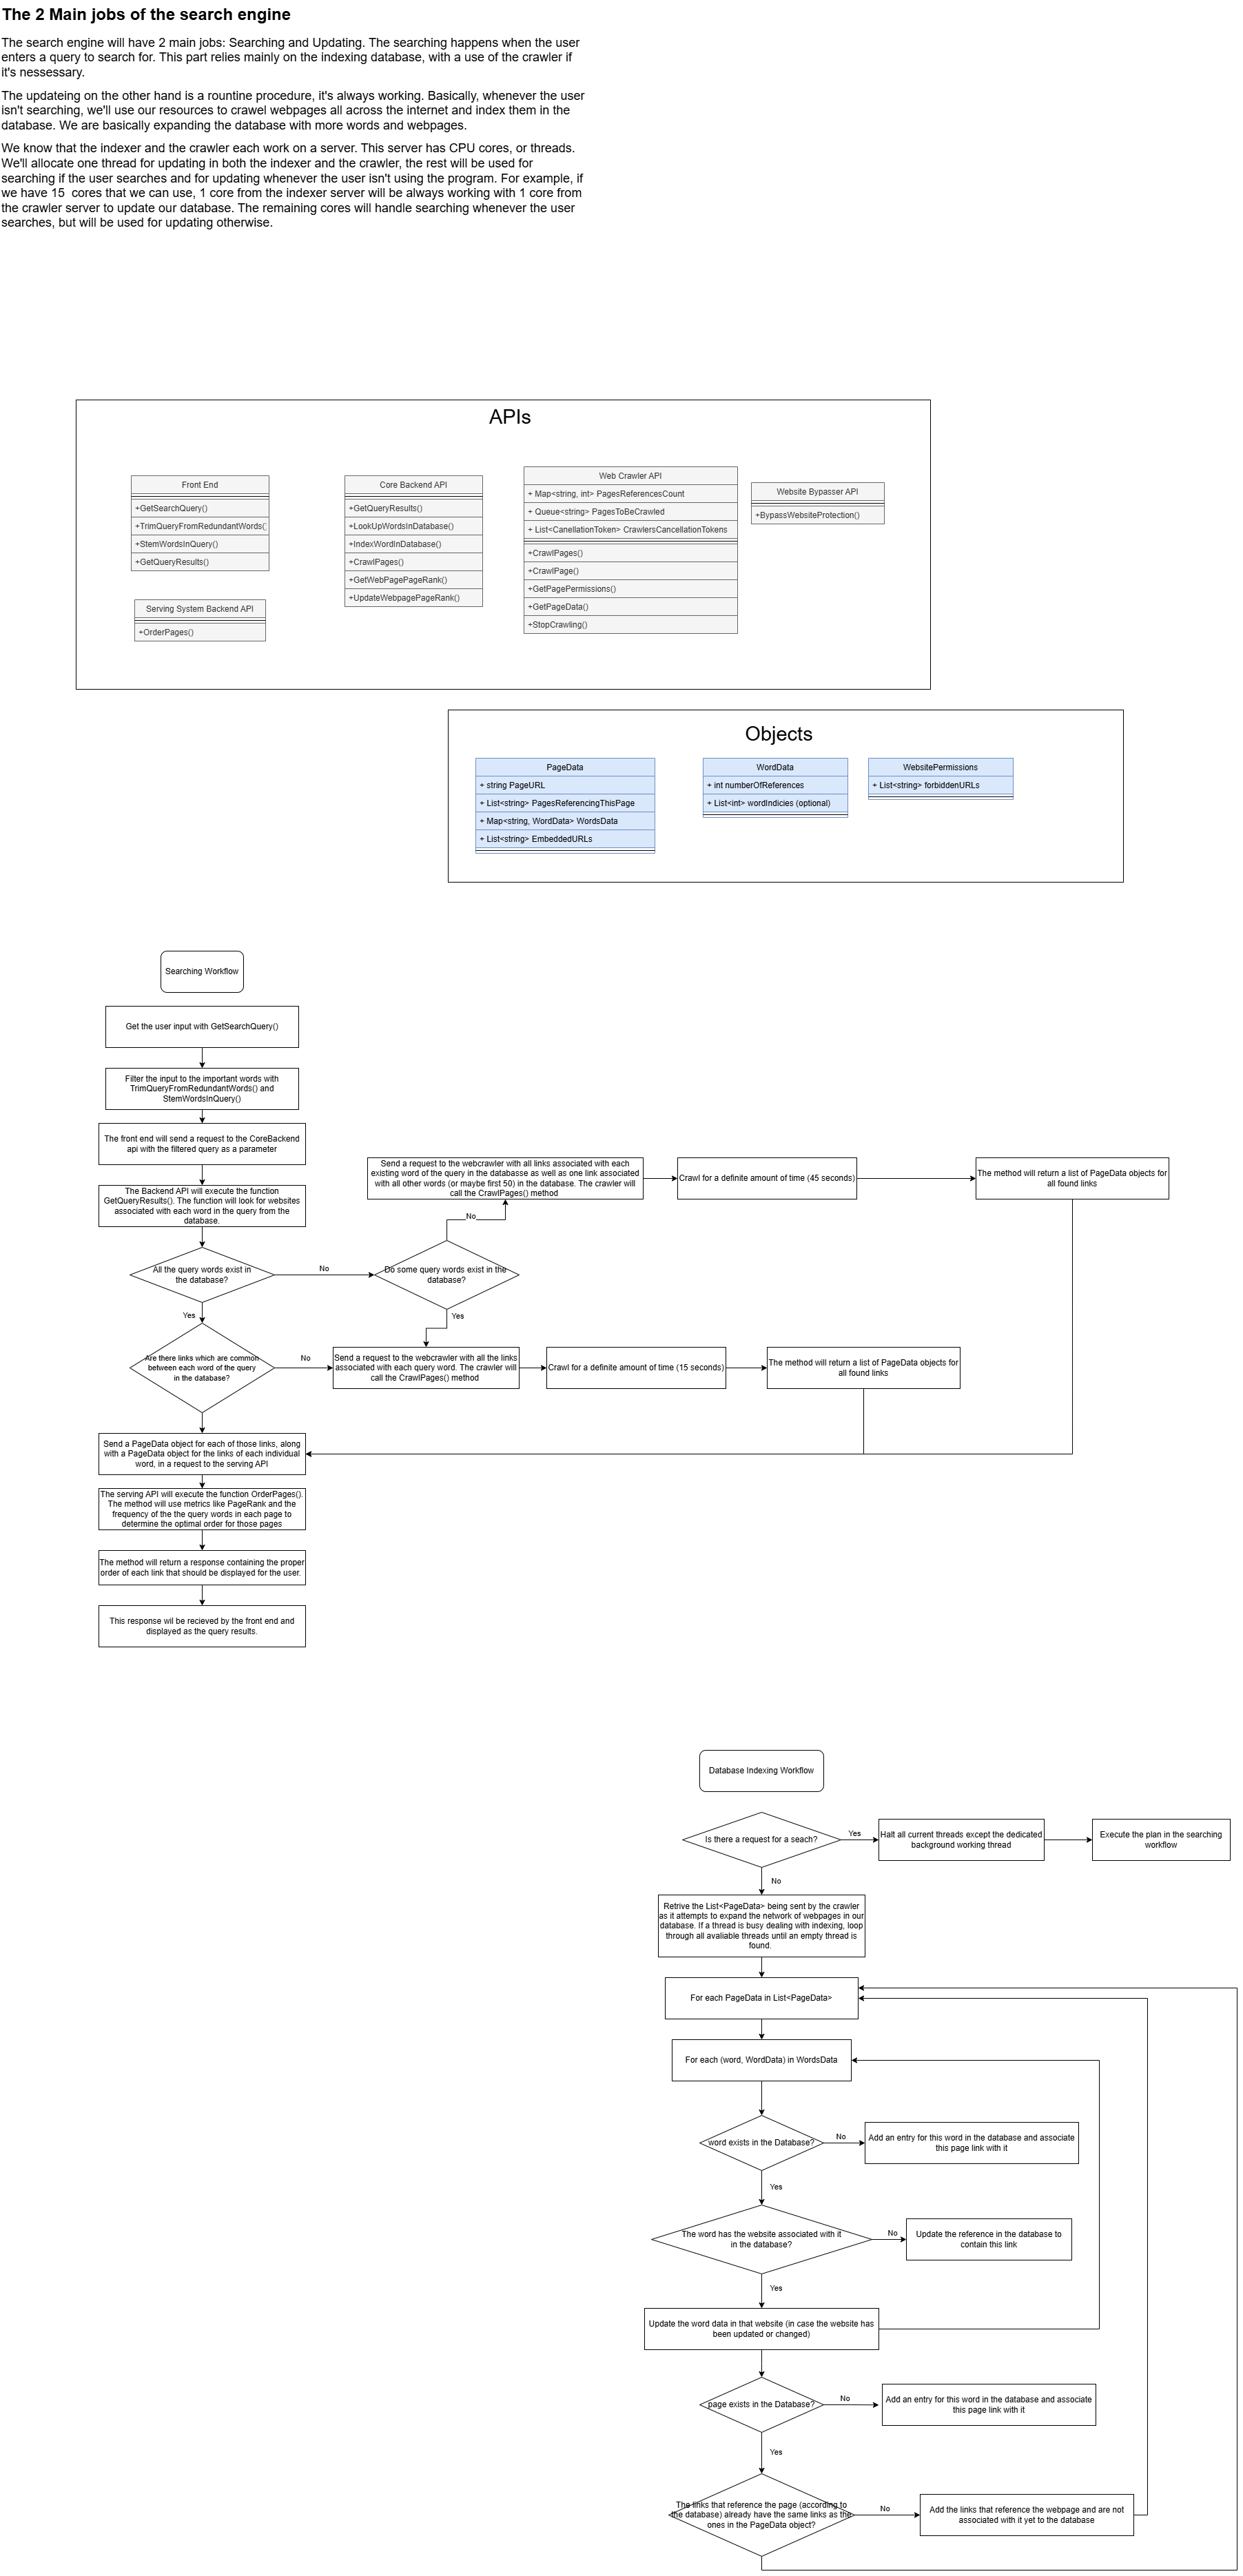 The 2 Main jobs of the search engine
The search engine will have 2 main jobs: Searching and Updating. The searching happens when the user
enters a query to search for. This part relies mainly on the indexing database, with a use of the crawler if
it's nessessary.
The updateing on the other hand is a rountine procedure, it's always working. Basically, whenever the user
isn't searching, we'll use our resources to crawel webpages all across the internet and index them in the
database. We are basically expanding the database with more words and webpages.
We know that the indexer and the crawler each work on a server. This server has CPU cores, or threads.
We'll allocate one thread for updating in both the indexer and the crawler, the rest will be used for
searching if the user searches and for updating whenever the user isn't using the program. For example, if
we have 15  cores that we can use, 1 core from the indexer server will be always working with 1 core from
the crawler server to update our database. The remaining cores will handle searching whenever the user
searches, but will be used for updating otherwise.
APIs
Front End
+GetSearchQuery()
+TrimQueryFromRedundantWords(
+StemWordsInQuery()
+GetQueryResults()
Serving System Backend API
+OrderPages()
Core Backend API
+GetQueryResults()
+LookUpWordsInDatabase()
+IndexWordInDatabase()
+CrawlPages()
+GetWebPagePageRank()
+UpdateWebpagePageRank()
Web Crawler API
+ Map<string, int> PagesReferencesCount
+ Queue<string> PagesToBeCrawled
+ List<CanellationToken> CrawlersCancellationTokens
+CrawlPages()
+CrawlPage()
+GetPagePermissions()
+GetPageData()
+StopCrawling()
Website Bypasser API
+BypassWebsiteProtection()
Objects
PageData
+ string PageURL
+ List<string> PagesReferencingThisPage
+ Map<string, WordData> WordsData
+ List<string> EmbeddedURLs
WordData
+ int numberOfReferences
+ List<int> wordIndicies (optional)
WebsitePermissions
+ List<string> forbiddenURLs
Searching Workflow
Get the user input with GetSearchQuery()
Filter the input to the important words with
TrimQueryFromRedundantWords() and
StemWordsInQuery()
The front end will send a request to the CoreBackend
api with the filtered query as a parameter
The Backend API will execute the function
GetQueryResults(). The function will look for websites
associated with each word in the query from the
database.
All the query words exist in
the database?
No
Do some query words exist in the
database?
No
Send a request to the webcrawler with all links associated with each
existing word of the query in the databasse as well as one link associated
with all other words (or maybe first 50) in the database. The crawler will
call the CrawlPages() method
Crawl for a definite amount of time (45 seconds)
The method will return a list of PageData objects for
all found links
Yes
Yes
Are there links which are common
between each word of the query
in the database?
No
Send a request to the webcrawler with all the links
associated with each query word. The crawler will
call the CrawlPages() method
Crawl for a definite amount of time (15 seconds)
The method will return a list of PageData objects for
all found links
Send a PageData object for each of those links, along
with a PageData object for the links of each individual
word, in a request to the serving API
The serving API will execute the function OrderPages().
The method will use metrics like PageRank and the
frequency of the the query words in each page to
determine the optimal order for those pages
The method will return a response containing the proper
order of each link that should be displayed for the user.
This response wil be recieved by the front end and
displayed as the query results.
Database Indexing Workflow
Is there a request for a seach?
Yes
Halt all current threads except the dedicated
background working thread
Execute the plan in the searching
workflow
No
Retrive the List<PageData> being sent by the crawler
as it attempts to expand the network of webpages in our
database. If a thread is busy dealing with indexing, loop
through all avaliable threads until an empty thread is
found.
For each PageData in List<PageData>
For each (word, WordData) in WordsData
word exists in the Database?
No
Add an entry for this word in the database and associate
this page link with it
Yes
The word has the website associated with it
in the database?
No
Update the reference in the database to
contain this link
Yes
Update the word data in that website (in case the website has
been updated or changed)
page exists in the Database?
No
Add an entry for this word in the database and associate
this page link with it
Yes
The links that reference the page (according to
the database) already have the same links as the
ones in the PageData object?
No
Add the links that reference the webpage and are not
associated with it yet to the database